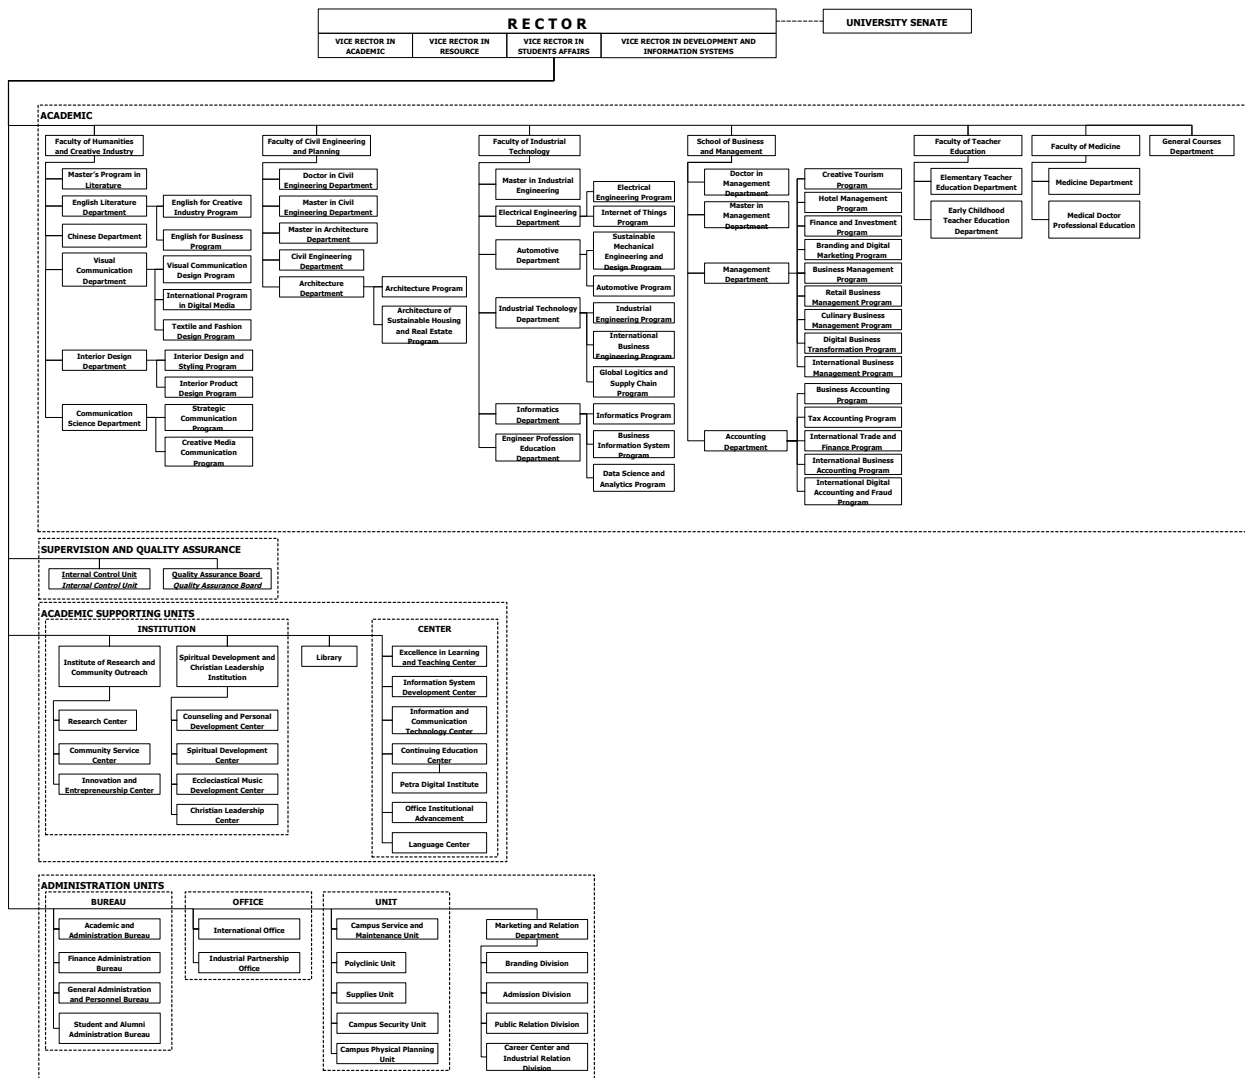 RECTOR
UNIVERSITY SENATE
VICE RECTOR IN
ACADEMIC
VICE RECTOR IN
RESOURCE
VICE RECTOR IN
STUDENTS AFFAIRS
VICE RECTOR IN DEVELOPMENT AND
INFORMATION SYSTEMS
ACADEMIC
Faculty of Humanities
and Creative Industry
Master's Program in
Literature
English Literature
Department
English for Creative
Industry Program
English for Business
Program
Chinese Department
Visual
Communication
Department
Visual Communication
Design Program
International Program
in Digital Media
Textile and Fashion
Design Program
Interior Design
Department
Interior Design and
Styling Program
Interior Product
Design Program
Communication
Science Department
Strategic
Communication
Program
Creative Media
Communication
Program
Faculty of Civil Engineering
and Planning
Doctor in Civil
Engineering Department
Master in Civil
Engineering Department
Master in Architecture
Department
Civil Engineering
Department
Architecture
Department
Architecture Program
Architecture of
Sustainable Housing
and Real Estate
Program
Faculty of Industrial
Technology
Master in Industrial
Engineering
Electrical Engineering
Department
Electrical
Engineering Program
Internet of Things
Program
Automotive
Department
Sustainable
Mechanical
Engineering and
Design Program
Automotive Program
Industrial Technology
Department
Industrial
Engineering Program
International
Business
Engineering Program
Global Logitics and
Supply Chain
Program
Informatics
Department
Informatics Program
Business
Information System
Program
Data Science and
Analytics Program
Engineer Profession
Education
Department
School of Business
and Management
Doctor in
Management
Department
Master in
Management
Department
Management
Department
Creative Tourism
Program
Hotel Management
Program
Finance and Investment
Program
Branding and Digital
Marketing Program
Business Management
Program
Retail Business
Management Program
Culinary Business
Management Program
Digital Business
Transformation Program
International Business
Management Program
Accounting
Department
Business Accounting
Program
Tax Accounting Program
International Trade and
Finance Program
International Business
Accounting Program
International Digital
Accounting and Fraud
Program
Faculty of Teacher
Education
Elementary Teacher
Education Department
Early Childhood
Teacher Education
Department
Faculty of Medicine
Medicine Department
Medical Doctor
Professional Education
General Courses
Department
SUPERVISION AND QUALITY ASSURANCE
Internal Control Unit
Internal Control Unit
Quality Assurance Board
Quality Assurance Board
ACADEMIC SUPPORTING UNITS
INSTITUTION
Institute of Research and
Community Outreach
Research Center
Community Service
Center
Innovation and
Entrepreneurship Center
Spiritual Development and
Christian Leadership
Institution
Counseling and Personal
Development Center
Spiritual Development
Center
Eccleciastical Music
Development Center
Christian Leadership
Center
Library
CENTER
Excellence in Learning
and Teaching Center
Information System
Development Center
Information and
Communication
Technology Center
Continuing Education
Center
Petra Digital Institute
Office Institutional
Advancement
Language Center
ADMINISTRATION UNITS
BUREAU
Academic and
Administration Bureau
Finance Administration
Bureau
General Administration
and Personnel Bureau
Student and Alumni
Administration Bureau
OFFICE
International Office
Industrial Partnership
Office
UNIT
Campus Service and
Maintenance Unit
Polyclinic Unit
Supplies Unit
Campus Security Unit
Campus Physical Planning
Unit
Marketing and Relation
Department
Branding Division
Admission Division
Public Relation Division
Career Center and
Industrial Relation
Division